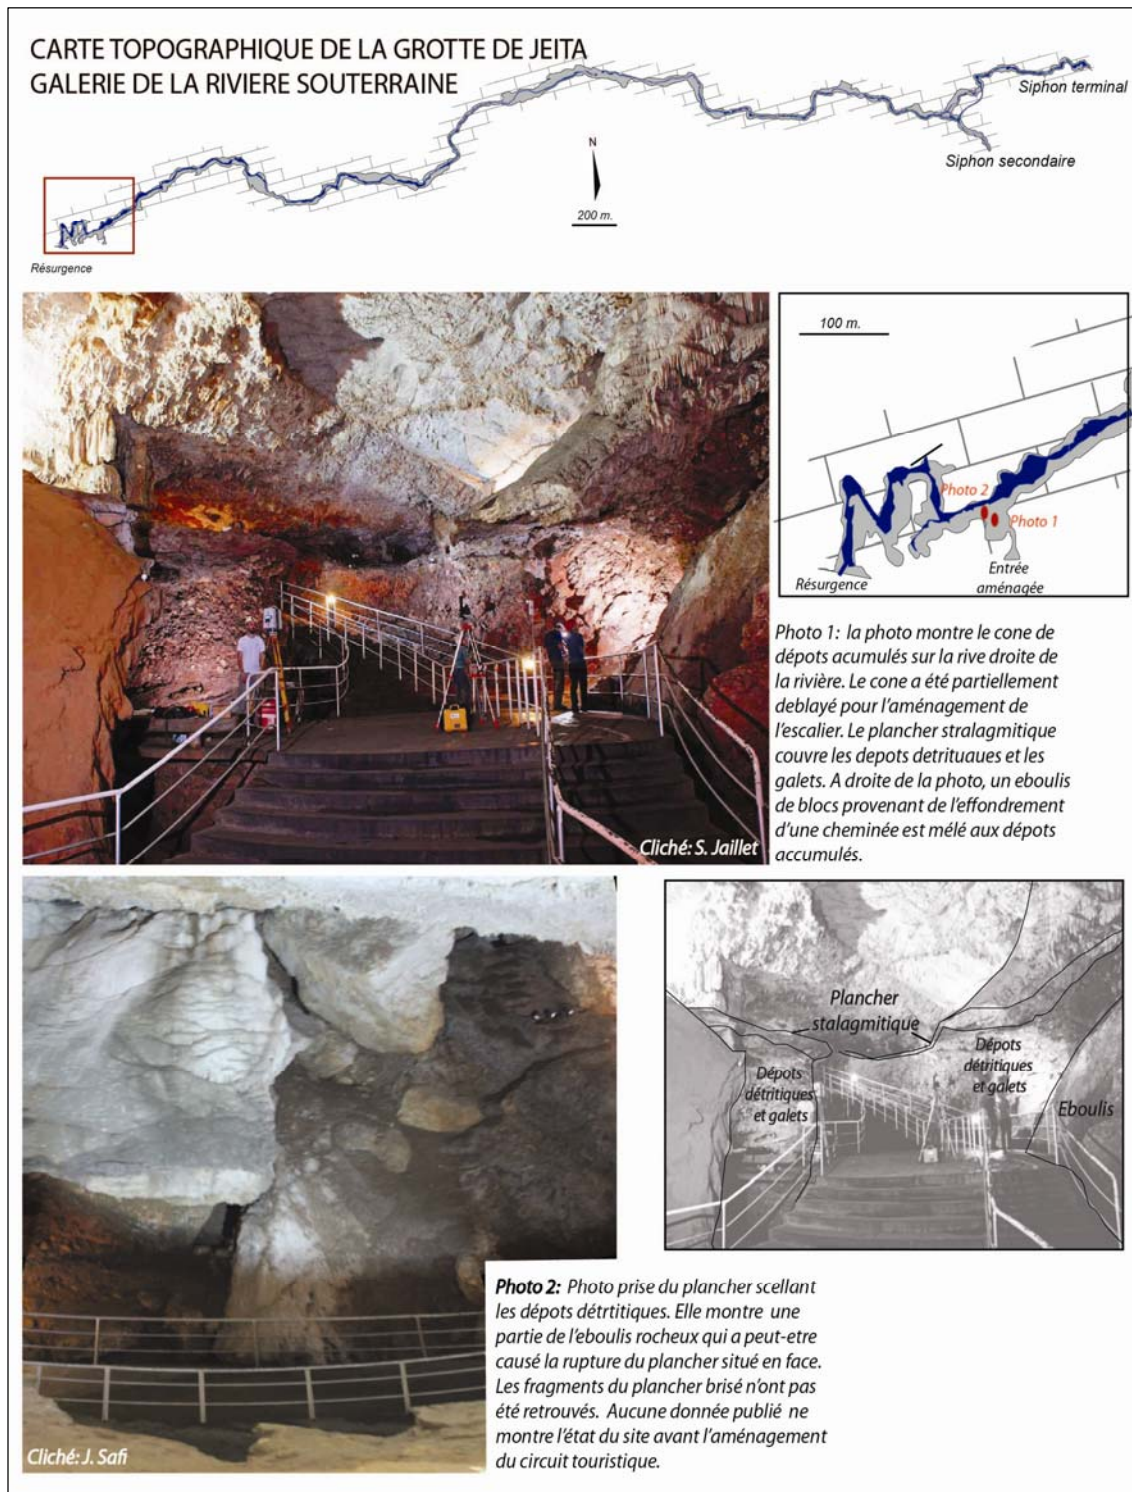 CARTE TOPOGRAPHIQUE DE LA GROTTE DE JEITA
GALERIE DE LA RIVIERE SOUTERRAINE
Siphon terminal
Siphon secondaire
N
200 m.
Résurgence
Cliché: S. Jaillet
100 m.
Photo 2
Photo 1
Entrée
aménagée
Résurgence
Photo 1: la photo montre le cone de
dépots acumulés sur la rive droite de
la rivière. Le cone a été partiellement
deblayé pour l'aménagement de
l'escalier. Le plancher stralagmitique
couvre les depots detrituaues et les
galets. A droite de la photo, un eboulis
de blocs provenant de l'effondrement
d'une cheminée est mélé aux dépots
accumulés.
Plancher
stalagmitique
Dépots
détritiques
et galets
Dépots
détritiques
et galets
Eboulis
Cliché: J. Safi
Photo 2: Photo prise du plancher scellant
les dépots détrtitiques. Elle montre une
partie de l'eboulis rocheux qui a peut-etre
causé la rupture du plancher situé en face.
Les fragments du plancher brisé n'ont pas
été retrouvés. Aucune donnée publié ne
montre l'état du site avant l'aménagement
du circuit touristique.